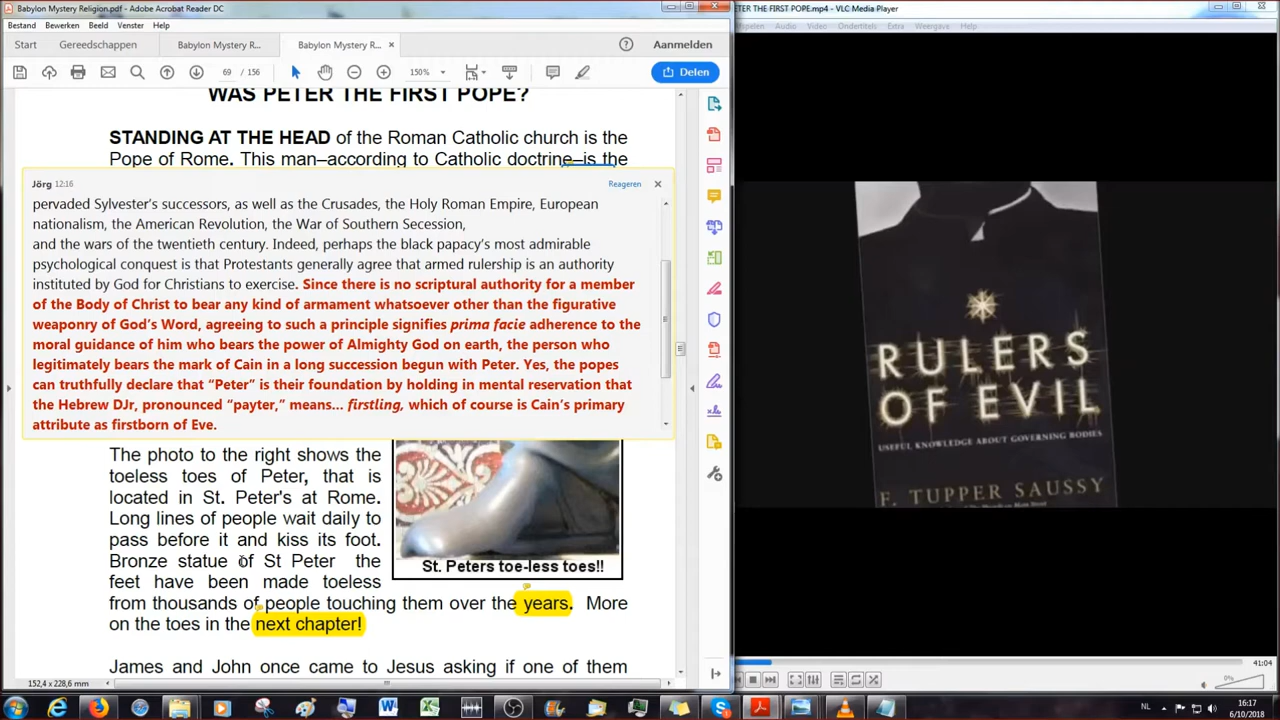 Babylon Mystery Religion.pdf - Adobe Acrobat Reader DC
Bestand Bewerken Beeld Venster Help
Start Gereedschappen Babylon Mystery R... Babylon Mystery R... × Aanmelden
69 / 156 150% Delen
WAS PETER THE FIRST POPE?
STANDING AT THE HEAD of the Roman Catholic church is the
Pope of Rome. This man–according to Catholic doctrine–is the
Jörg 12:16 Reageren
pervaded Sylvester's successors, as well as the Crusades, the Holy Roman Empire, European
nationalism, the American Revolution, the War of Southern Secession,
and the wars of the twentieth century. Indeed, perhaps the black papacy's most admirable
psychological conquest is that Protestants generally agree that armed rulership is an authority
instituted by God for Christians to exercise. Since there is no scriptural authority for a member
of the Body of Christ to bear any kind of armament whatsoever other than the figurative
weaponry of God's Word, agreeing to such a principle signifies prima facie adherence to the
moral guidance of him who bears the power of Almighty God on earth, the person who
legitimately bears the mark of Cain in a long succession begun with Peter. Yes, the popes
can truthfully declare that "Peter" is their foundation by holding in mental reservation that
the Hebrew DJr, pronounced "payter," means... firstling, which of course is Cain's primary
attribute as firstborn of Eve.
The photo to the right shows the
toeless toes of Peter, that is
located in St. Peter's at Rome.
Long lines of people wait daily to
pass before it and kiss its foot.
Bronze statue of St Peter the
feet have been made toeless
from thousands of people touching them over the years. More
on the toes in the next chapter!
St. Peters toe-less toes!!
James and John once came to Jesus asking if one of them
152,4 x 228,6 mm
ETER THE FIRST POPE.mp4 - VLC Media Player
spelen Audio Video Ondertitels Extra Weergave Help
RULERS
OF EVIL
USEFUL KNOWLEDGE ABOUT GOVERNING BODIES
F. TUPPER SAUSSY
41:04
0%
NL 16:17
6/10/2018